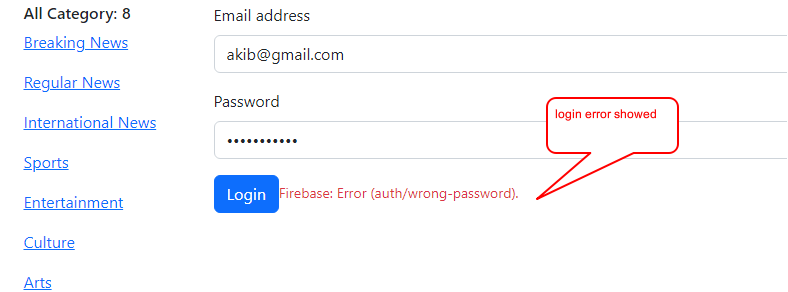 All Category: 8
Breaking News
Regular News
International News
Sports
Entertainment
Culture
Arts
Email address
akib@gmail.com
Password
•••••••••••
Login
Firebase: Error (auth/wrong-password).
login error showed